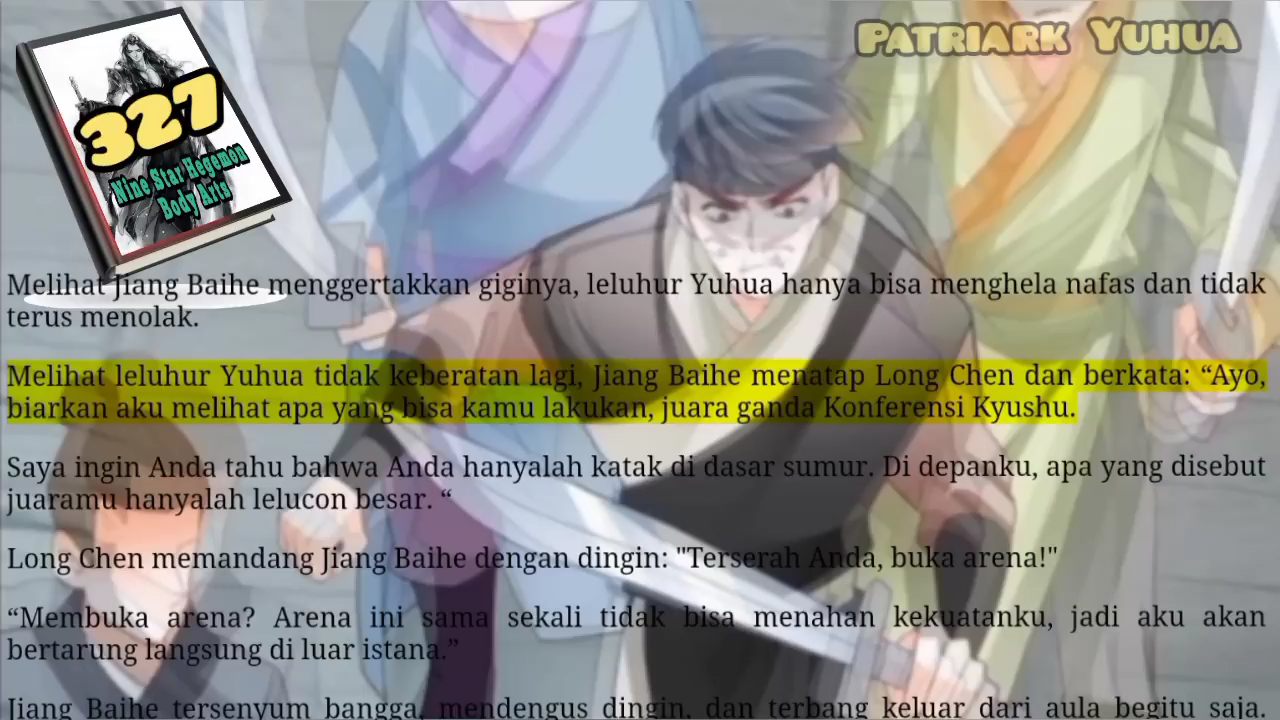 Patriark Yuhua
327
Nine Star Hegemon
Body Arts
Melihat Jiang Baihe menggertakkan giginya, leluhur Yuhua hanya bisa menghela nafas dan tidak
terus menolak.
Melihat leluhur Yuhua tidak keberatan lagi, Jiang Baihe menatap Long Chen dan berkata: “Ayo,
biarkan aku melihat apa yang bisa kamu lakukan, juara ganda Konferensi Kyushu.
Saya ingin Anda tahu bahwa Anda hanyalah katak di dasar sumur. Di depanku, apa yang disebut
juaramu hanyalah lelucon besar. “
Long Chen memandang Jiang Baihe dengan dingin: "Terserah Anda, buka arena!"
“Membuka arena? Arena ini sama sekali tidak bisa menahan kekuatanku, jadi aku akan
bertarung langsung di luar istana.”
Jiang Baihe tersenyum bangga, mendengus dingin, dan terbang keluar dari aula begitu saja.